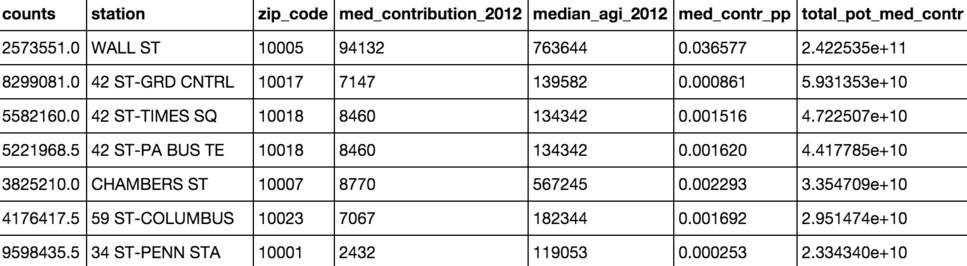 counts station zip_code med_contribution_2012 median_agi_2012 med_contr_pp total_pot_med_contr
2573551.0 WALL ST 10005 94132 763644 0.036577 2.422535e+11
8299081.0 42 ST-GRD CNTRL 10017 7147 139582 0.000861 5.931353e+10
5582160.0 42 ST-TIMES SQ 10018 8460 134342 0.001516 4.722507e+10
5221968.5 42 ST-PA BUS TE 10018 8460 134342 0.001620 4.417785e+10
3825210.0 CHAMBERS ST 10007 8770 567245 0.002293 3.354709e+10
4176417.5 59 ST-COLUMBUS 10023 7067 182344 0.001692 2.951474e+10
9598435.5 34 ST-PENN STA 10001 2432 119053 0.000253 2.334340e+10